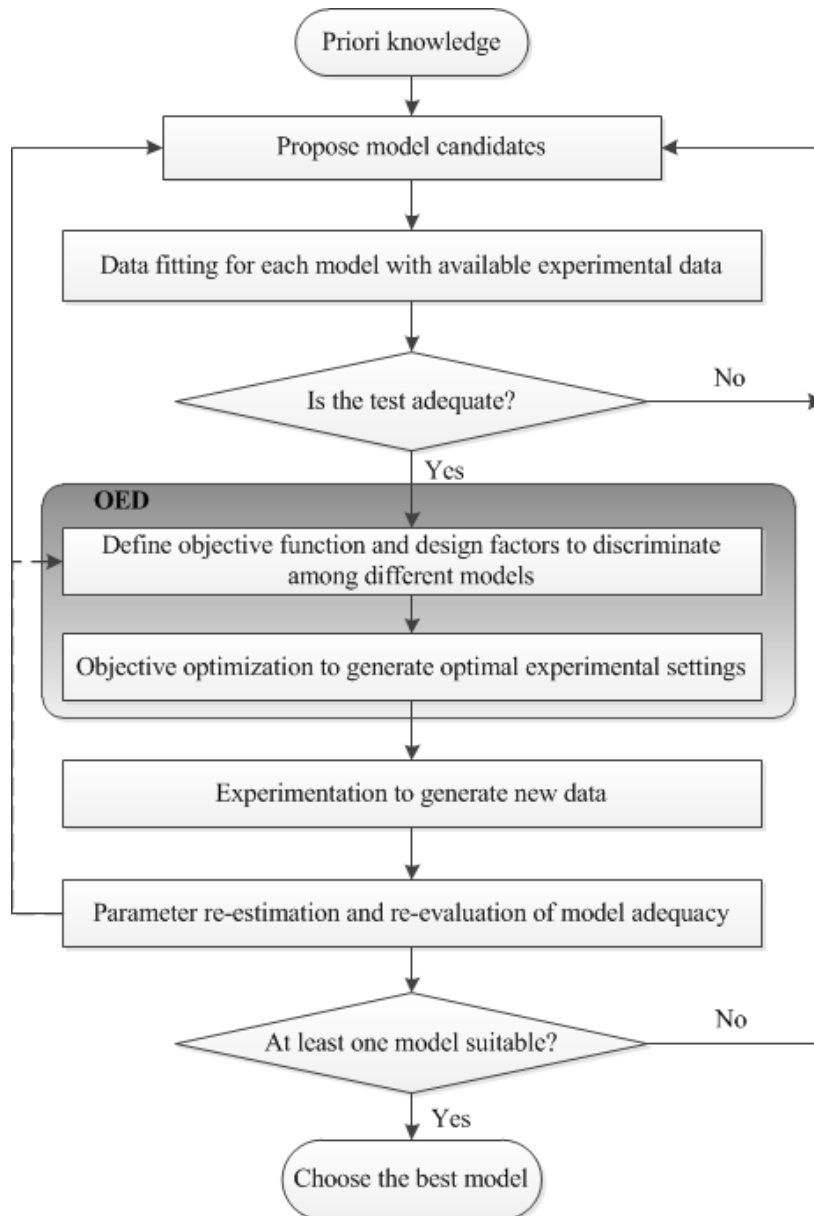 Priori knowledge
Propose model candidates
Data fitting for each model with available experimental data
Is the test adequate?
No
Yes
OED
Define objective function and design factors to discriminate
among different models
Objective optimization to generate optimal experimental settings
Experimentation to generate new data
Parameter re-estimation and re-evaluation of model adequacy
At least one model suitable?
No
Yes
Choose the best model